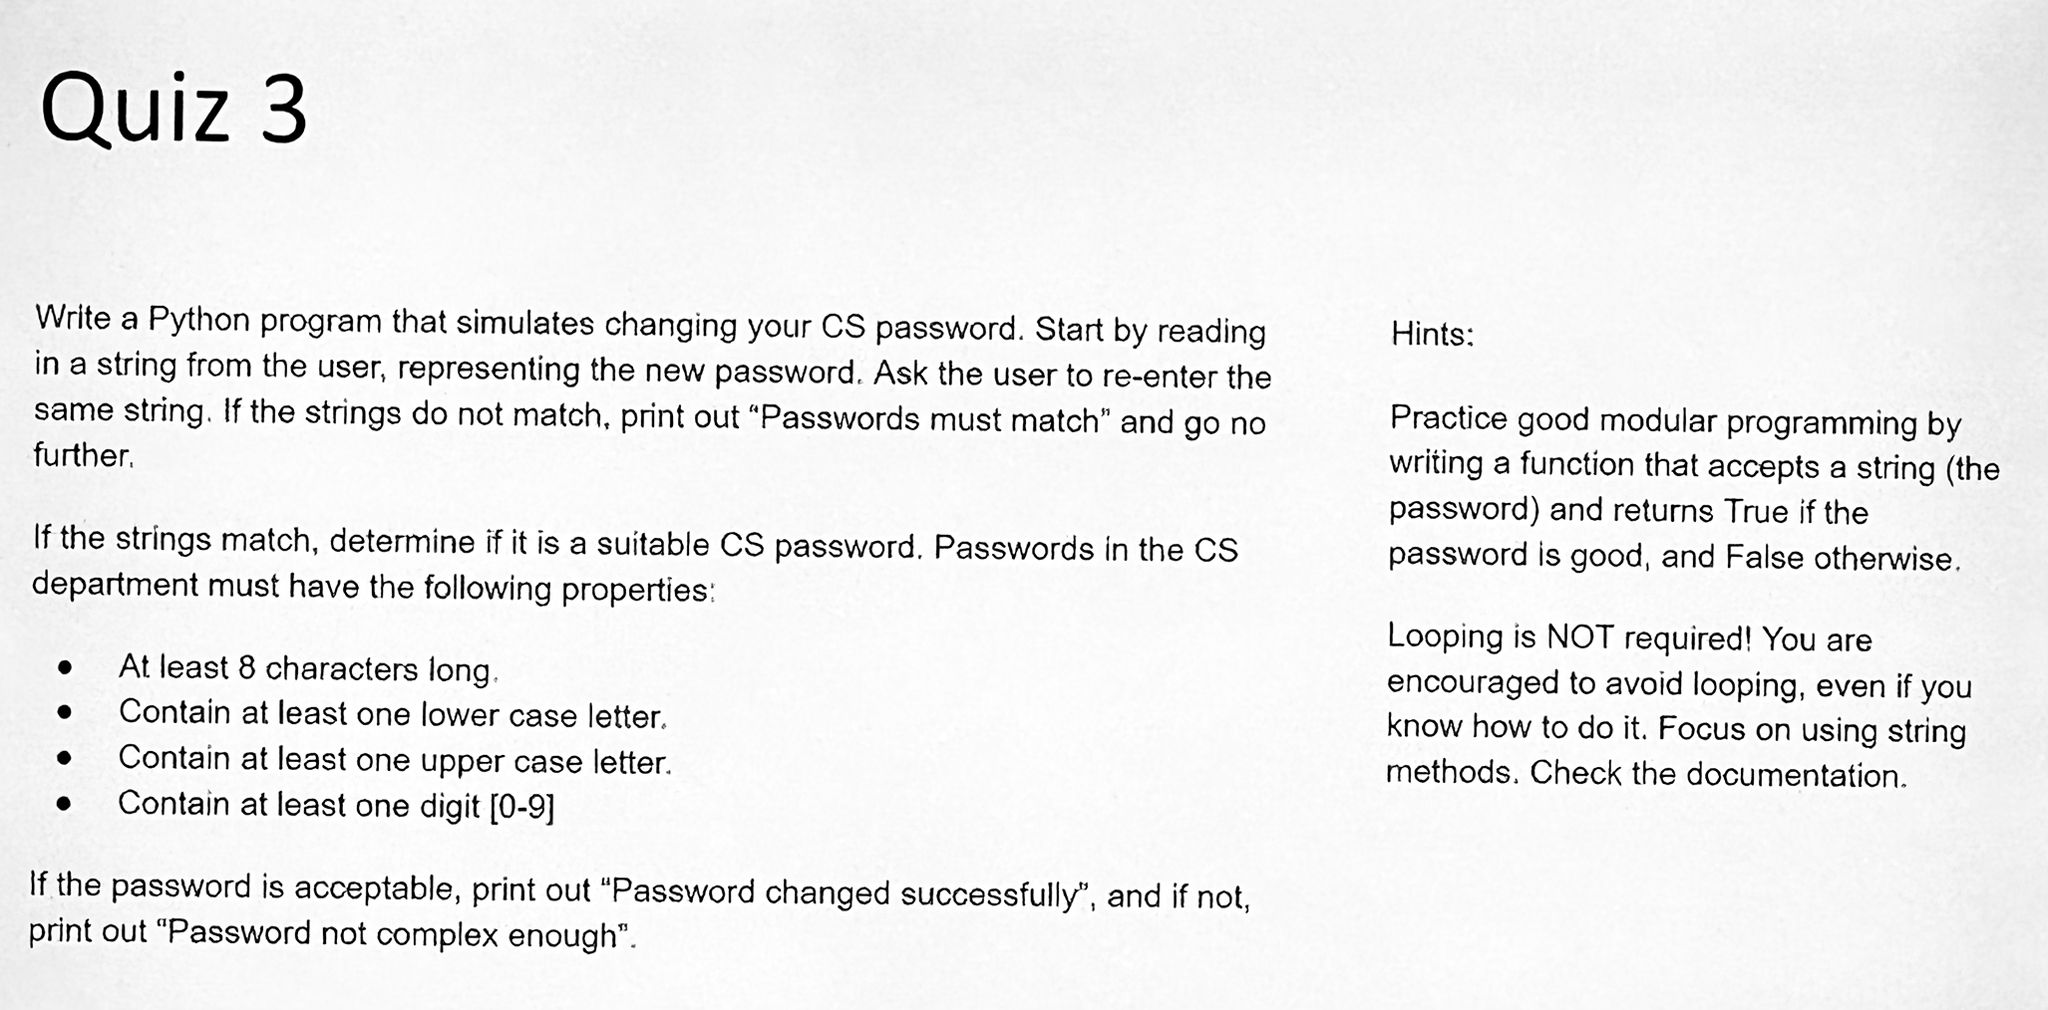 Quiz 3
Write a Python program that simulates changing your CS password. Start by reading
in a string from the user, representing the new password. Ask the user to re-enter the
same string. If the strings do not match, print out “Passwords must match” and go no
further.
If the strings match, determine if it is a suitable CS password. Passwords in the CS
department must have the following properties:
● At least 8 characters long.
● Contain at least one lower case letter.
● Contain at least one upper case letter.
● Contain at least one digit [0-9]
If the password is acceptable, print out “Password changed successfully”, and if not,
print out “Password not complex enough”.
Hints:
Practice good modular programming by
writing a function that accepts a string (the
password) and returns True if the
password is good, and False otherwise.
Looping is NOT required! You are
encouraged to avoid looping, even if you
know how to do it. Focus on using string
methods. Check the documentation.